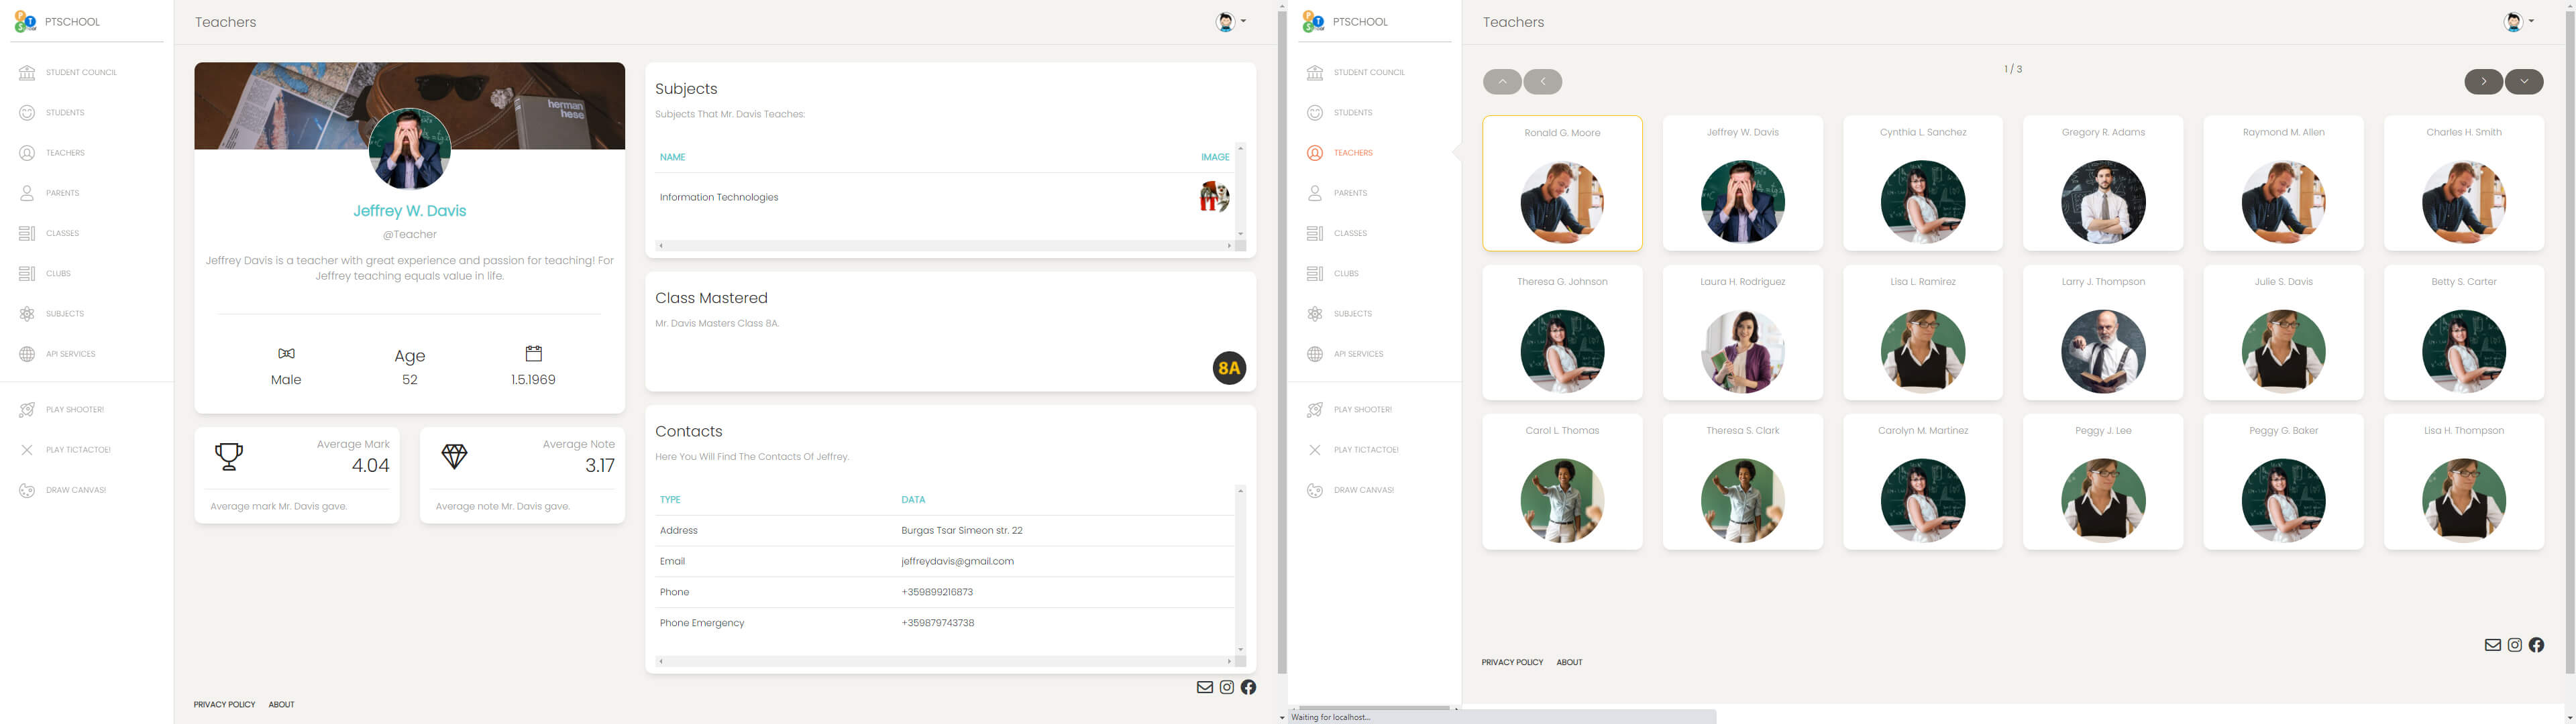 PTSCHOOL
STUDENT COUNCIL
STUDENTS
TEACHERS
PARENTS
CLASSES
CLUBS
SUBJECTS
API SERVICES
PLAY SHOOTER!
PLAY TICTACTOE!
DRAW CANVAS!
Teachers
herman
hese
Jeffrey W. Davis
@Teacher
Jeffrey Davis is a teacher with great experience and passion for teaching! For
Jeffrey teaching equals value in life.
Age
Male 52 1.5.1969
Average Mark
4.04
Average mark Mr. Davis gave.
Average Note
3.17
Average note Mr. Davis gave.
Subjects
Subjects That Mr. Davis Teaches:
NAME IMAGE
Information Technologies
IT
Class Mastered
Mr. Davis Masters Class 8A.
8A
Contacts
Here You Will Find The Contacts Of Jeffrey.
TYPE DATA
Address Burgas Tsar Simeon str. 22
Email jeffreydavis@gmail.com
Phone +359899216873
Phone Emergency +359879743738
PRIVACY POLICY ABOUT
PTSCHOOL
STUDENT COUNCIL
STUDENTS
TEACHERS
PARENTS
CLASSES
CLUBS
SUBJECTS
API SERVICES
PLAY SHOOTER!
PLAY TICTACTOE!
DRAW CANVAS!
Teachers
1 / 3
Ronald G. Moore Jeffrey W. Davis Cynthia L. Sanchez Gregory R. Adams Raymond M. Allen Charles H. Smith
Theresa G. Johnson Laura H. Rodriguez Lisa L. Ramirez Larry J. Thompson Julie S. Davis Betty S. Carter
Carol L. Thomas Theresa S. Clark Carolyn M. Martinez Peggy J. Lee Peggy G. Baker Lisa H. Thompson
PRIVACY POLICY ABOUT
Waiting for localhost...